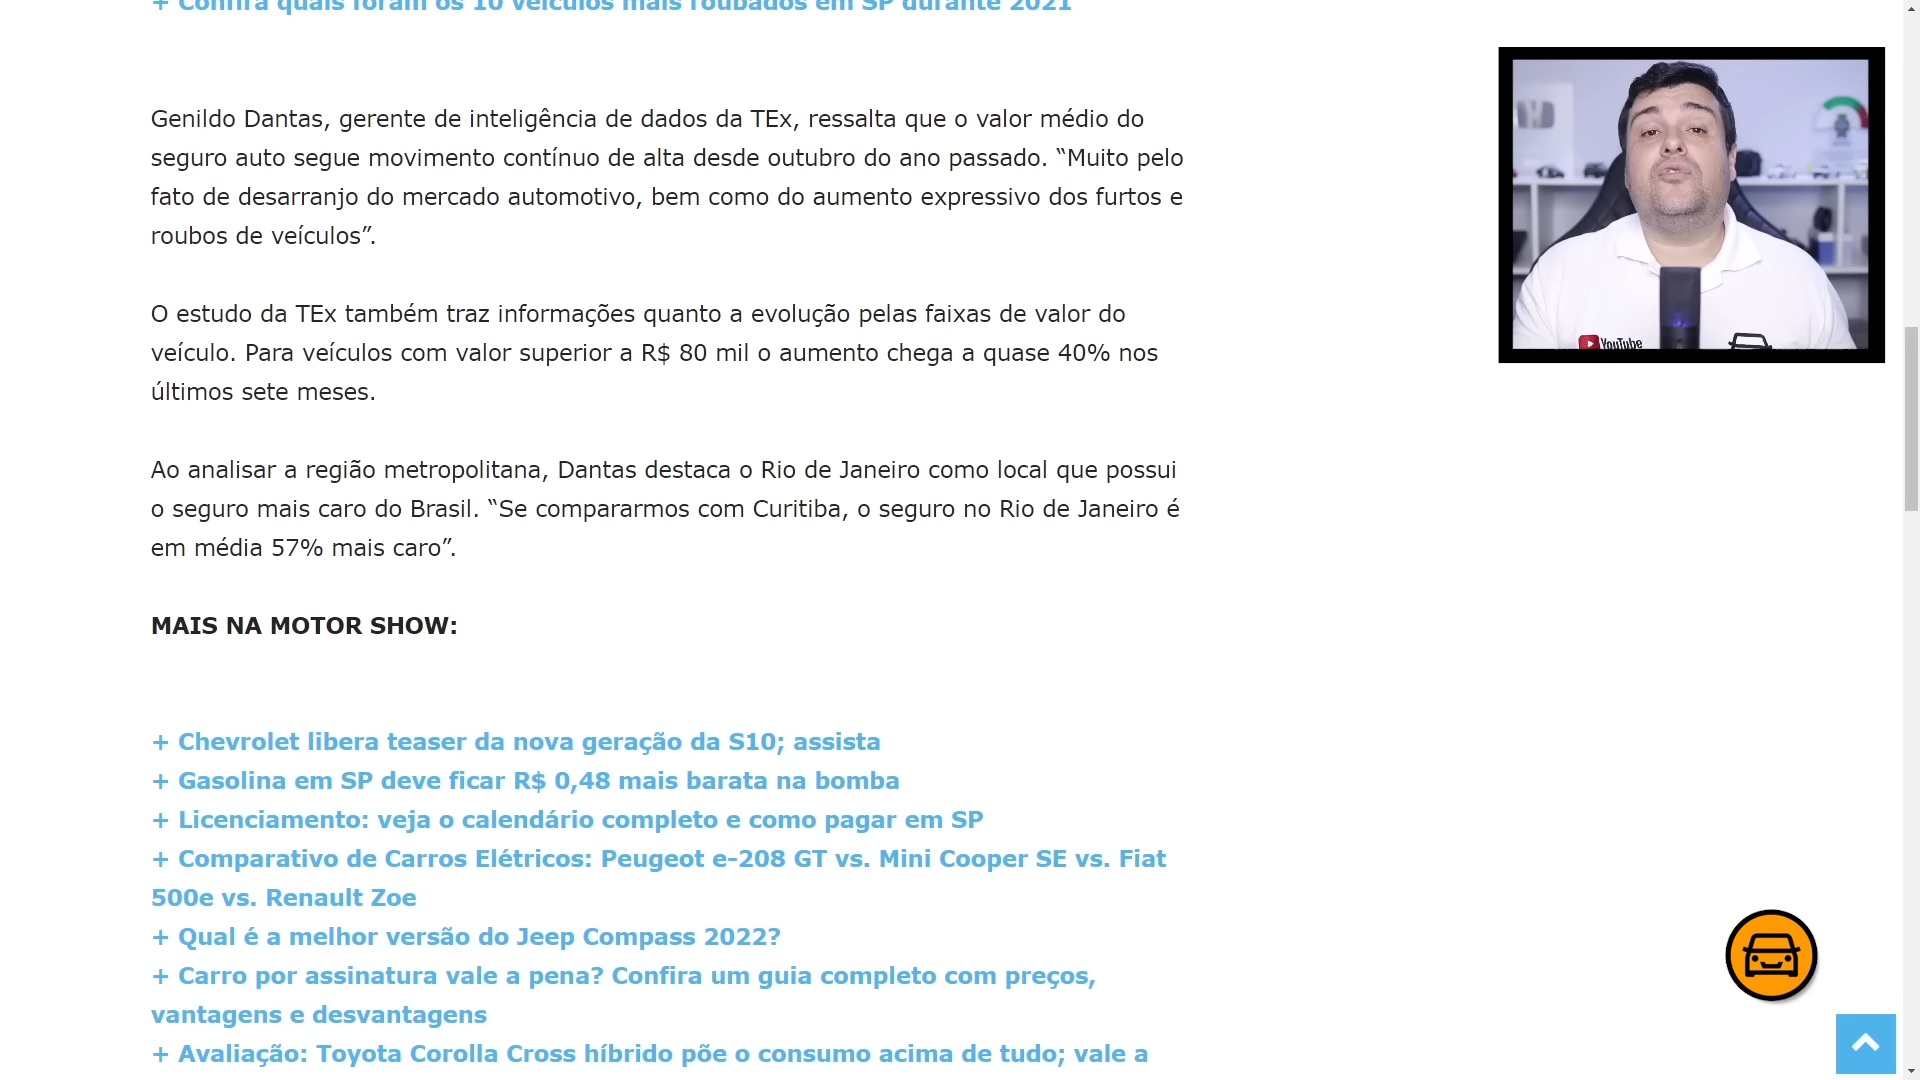 + Confira quais foram os 10 veículos mais roubados em SP durante 2021
Genildo Dantas, gerente de inteligência de dados da TEx, ressalta que o valor médio do
seguro auto segue movimento contínuo de alta desde outubro do ano passado. “Muito pelo
fato de desarranjo do mercado automotivo, bem como do aumento expressivo dos furtos e
roubos de veículos”.
O estudo da TEx também traz informações quanto a evolução pelas faixas de valor do
veículo. Para veículos com valor superior a R$ 80 mil o aumento chega a quase 40% nos
últimos sete meses.
Ao analisar a região metropolitana, Dantas destaca o Rio de Janeiro como local que possui
o seguro mais caro do Brasil. “Se compararmos com Curitiba, o seguro no Rio de Janeiro é
em média 57% mais caro”.
MAIS NA MOTOR SHOW:
+ Chevrolet libera teaser da nova geração da S10; assista
+ Gasolina em SP deve ficar R$ 0,48 mais barata na bomba
+ Licenciamento: veja o calendário completo e como pagar em SP
+ Comparativo de Carros Elétricos: Peugeot e-208 GT vs. Mini Cooper SE vs. Fiat
500e vs. Renault Zoe
+ Qual é a melhor versão do Jeep Compass 2022?
+ Carro por assinatura vale a pena? Confira um guia completo com preços,
vantagens e desvantagens
+ Avaliação: Toyota Corolla Cross híbrido põe o consumo acima de tudo; vale a
YouTube